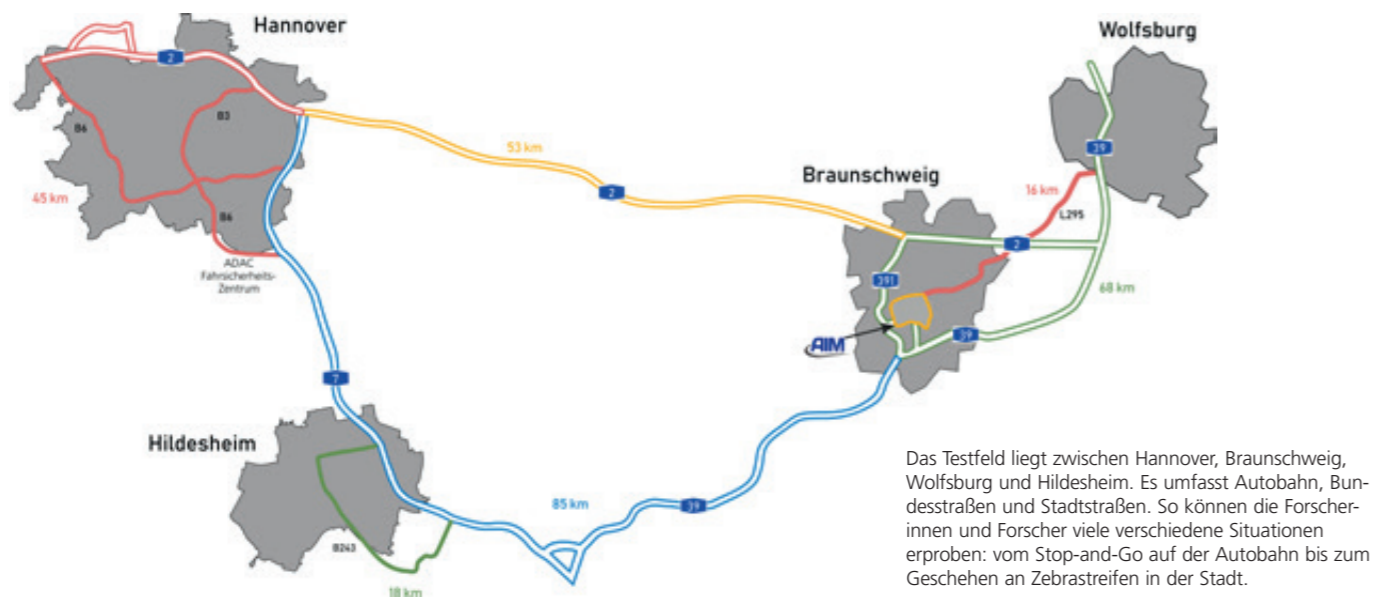 Hannover
Wolfsburg
2
B3
B6
39
53 km
Braunschweig
2
16 km
45 km
L295
B6
2
ADAC
Fahrsicherheits-
Zentrum
391
68 km
39
AIM
7
Hildesheim
85 km
39
B243
18 km
Das Testfeld liegt zwischen Hannover, Braunschweig,
Wolfsburg und Hildesheim. Es umfasst Autobahn, Bun-
desstraßen und Stadtstraßen. So können die Forscher-
innen und Forscher viele verschiedene Situationen
erproben: vom Stop-and-Go auf der Autobahn bis zum
Geschehen an Zebrastreifen in der Stadt.